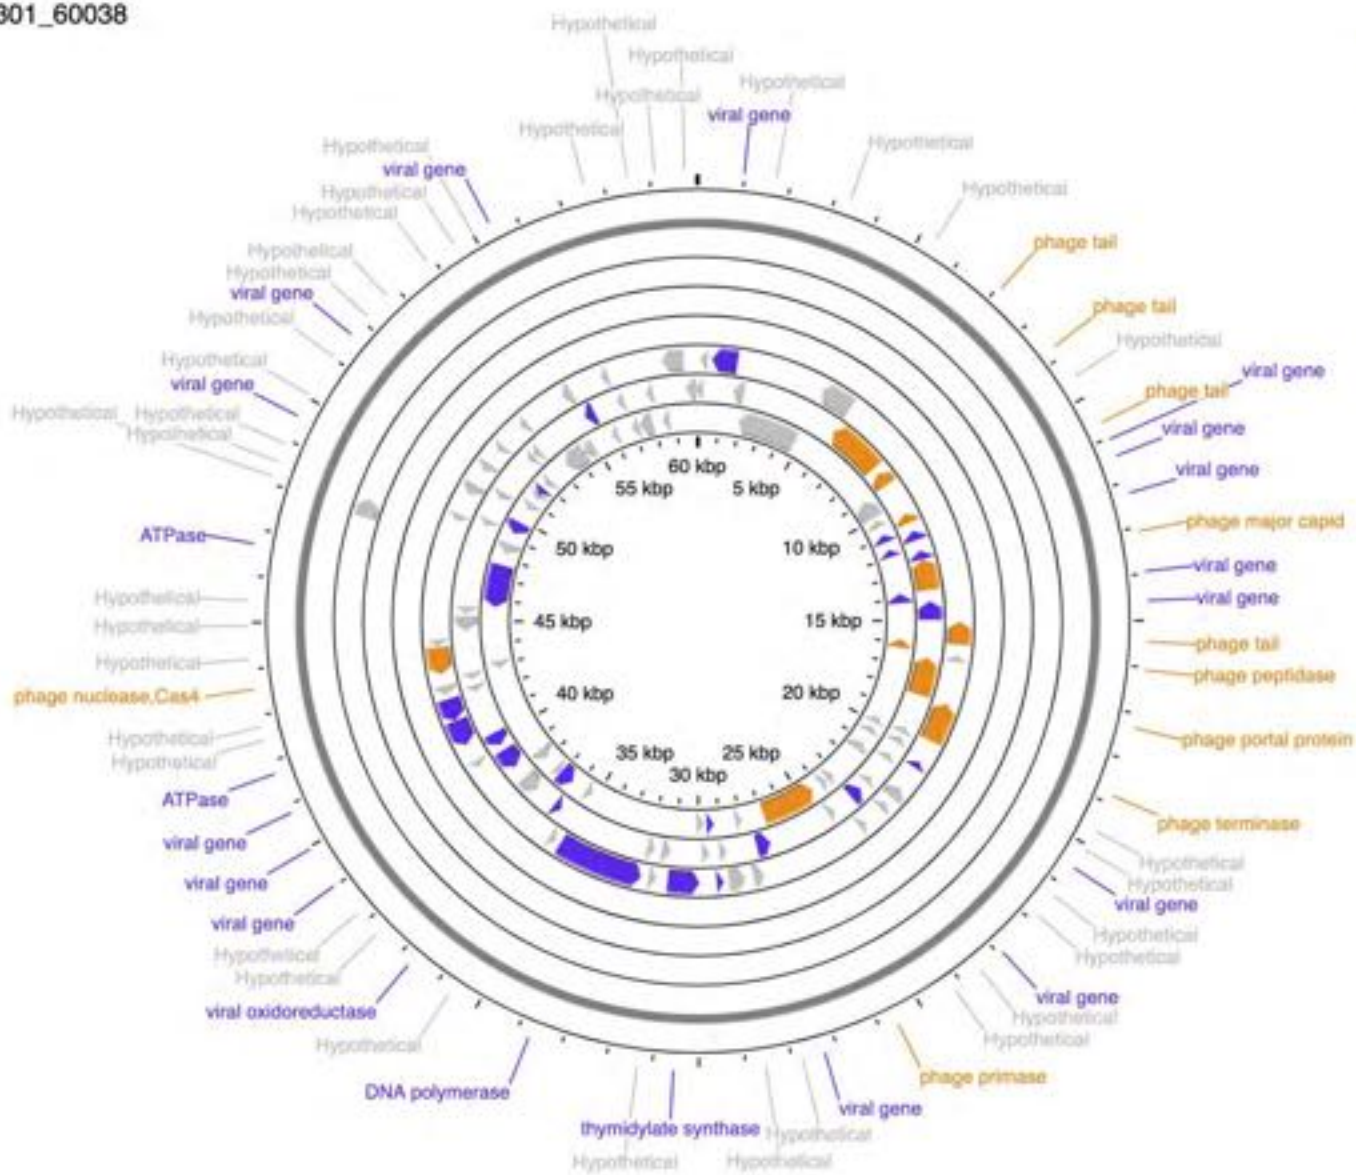 301_60038
Hypothetical
Hypothetical
Hypothetical
Hypothetical
viral gene
Hypothetical
Hypothetical
Hypothetical
viral gene
Hypothetical
Hypothetical
Hypothetical
phage tail
Hypothetical
Hypothetical
viral gene
phage tail
Hypothetical
Hypothetical
Hypothetical
viral gene
viral gene
phage tail
Hypothetical
Hypothetical
Hypothetical
viral gene
60 kbp
viral gene
55 kbp
5 kbp
phage major capid
ATPase
50 kbp
10 kbp
viral gene
Hypothetical
viral gene
Hypothetical
45 kbp
15 kbp
phage tail
Hypothetical
phage peptidase
phage nuclease,Cas4
40 kbp
20 kbp
Hypothetical
phage portal protein
Hypothetical
35 kbp
25 kbp
30 kbp
ATPase
phage terminase
viral gene
Hypothetical
viral gene
Hypothetical
viral gene
viral gene
Hypothetical
Hypothetical
Hypothetical
Hypothetical
viral gene
viral oxidoreductase
Hypothetical
Hypothetical
Hypothetical
phage primase
DNA polymerase
viral gene
thymidylate synthase
Hypothetical
Hypothetical
Hypothetical